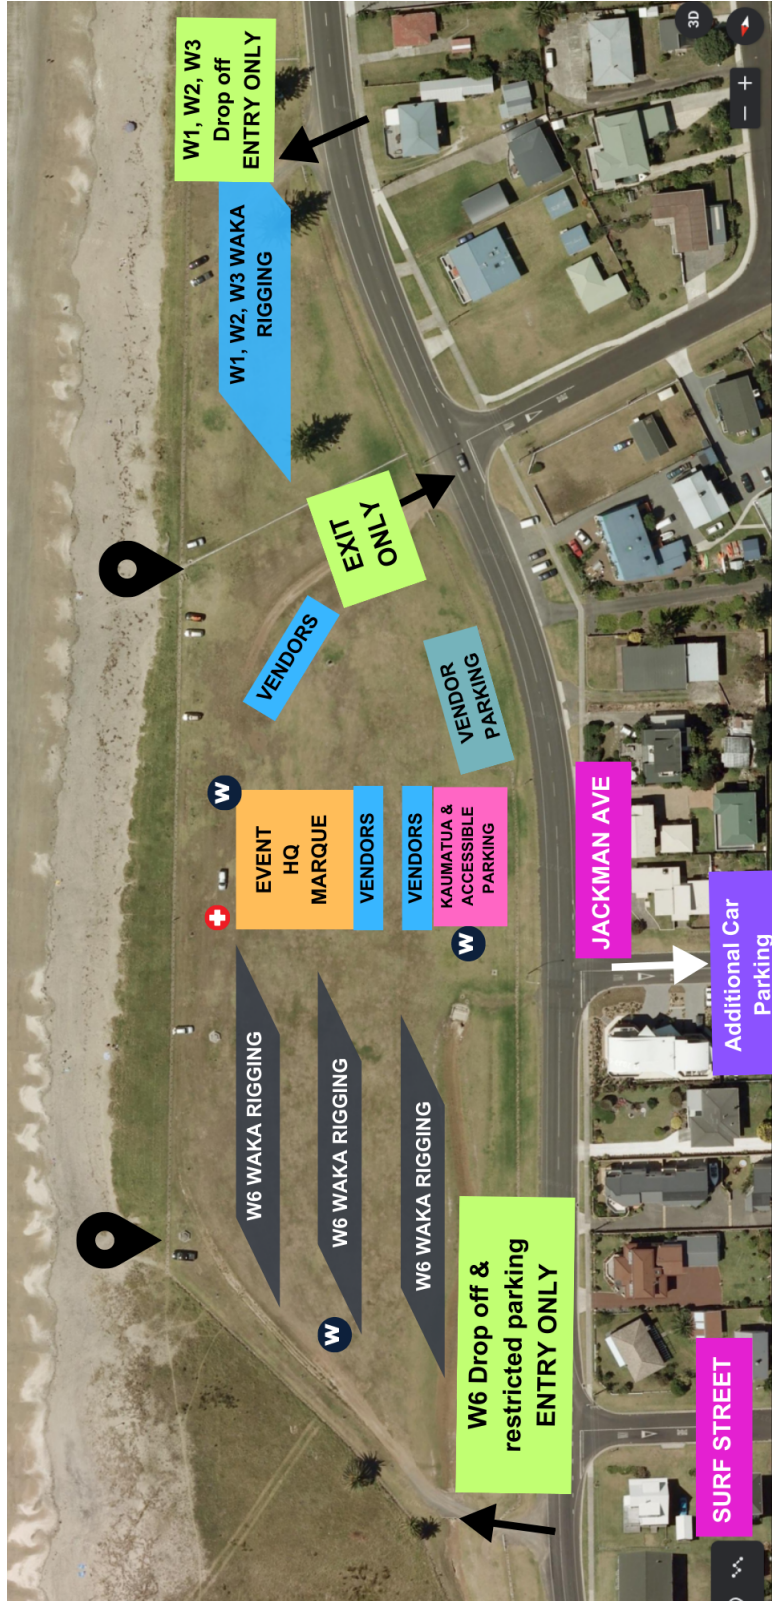 W1, W2, W3
Drop off
ENTRY ONLY
3D
W1, W2, W3 WAKA
RIGGING
EXIT
ONLY
VENDORS
VENDOR
PARKING
W
EVENT
HQ
MARQUE
VENDORS
VENDORS
KAUMATUA &
ACCESSIBLE
PARKING
W
JACKMAN AVE
Additional Car
Parking
W6 WAKA RIGGING
W6 WAKA RIGGING
W6 WAKA RIGGING
W
W6 Drop off &
restricted parking
ENTRY ONLY
SURF STREET